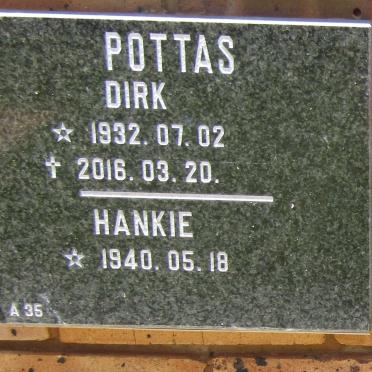 POTTAS
DIRK
☆ 1932.07.02
✝ 2016.03.20.
HANKIE
☆ 1940.05.18
A 35